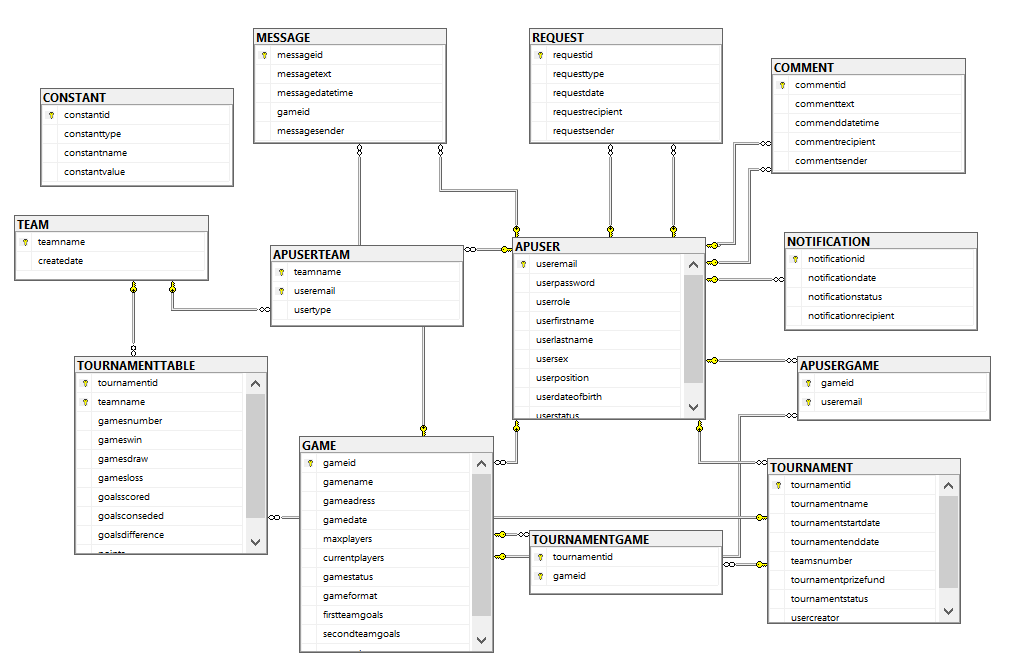 MESSAGE
messageid
messagetext
messagedatetime
gameid
messagesender
REQUEST
requestid
requesttype
requestdate
requestrecipient
requestsender
COMMENT
commentid
commenttext
commenddatetime
commentrecipient
commentsender
CONSTANT
constantid
constanttype
constantname
constantvalue
TEAM
teamname
createdate
APUSERTEAM
teamname
useremail
usertype
APUSER
useremail
userpassword
userrole
userfirstname
userlastname
usersex
userposition
userdateofbirth
userstatus
NOTIFICATION
notificationid
notificationdate
notificationstatus
notificationrecipient
TOURNAMENTTABLE
tournamentid
teamname
gamesnumber
gameswin
gamesdraw
gamesloss
goalsscored
goalsconseded
goalsdifference
points
APUSERGAME
gameid
useremail
GAME
gameid
gamename
gameadress
gamedate
maxplayers
currentplayers
gamestatus
gameformat
firstteamgoals
secondteamgoals
TOURNAMENTGAME
tournamentid
gameid
TOURNAMENT
tournamentid
tournamentname
tournamentstartdate
tournamentenddate
teamsnumber
tournamentprizefund
tournamentstatus
usercreator